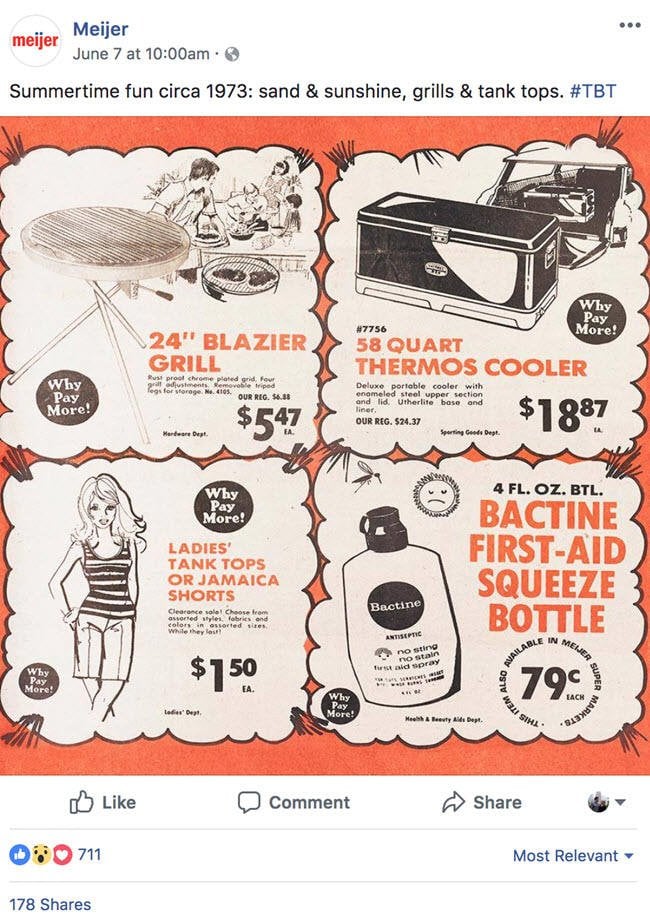 meijer
Meijer
June 7 at 10:00am
Summertime fun circa 1973: sand & sunshine, grills & tank tops. #TBT
24" BLAZIER
GRILL
Rust proof chrome plated grid. Four
grill adjustments. Removable tripod
legs for storage. No. 4105.
OUR REG. $6.88
$5.47
EA.
Why
Pay
More!
Hardware Dept.
#7756
58 QUART
THERMOS COOLER
Deluxe portable cooler with
enameled steel upper section
and lid. Utherlite base and
liner.
OUR REG. $24.37
$18.87
EA.
Why
Pay
More!
Sporting Goods Dept.
Why
Pay
More!
LADIES'
TANK TOPS
OR JAMAICA
SHORTS
Clearance sale! Choose from
assorted styles, fabrics and
colors in assorted sizes.
While they last!
$1.50
EA.
Why
Pay
More!
Ladies' Dept.
4 FL. OZ. BTL.
BACTINE
FIRST-AID
SQUEEZE
BOTTLE
Bactine
ANTISEPTIC
no sting
no stain
first aid spray
4 FL OZ
THIS ITEM ALSO AVAILABLE IN MEIJER SUPER MARKETS
79¢
EACH
Why
Pay
More!
Health & Beauty Aids Dept.
Like
Comment
Share
711
Most Relevant
178 Shares